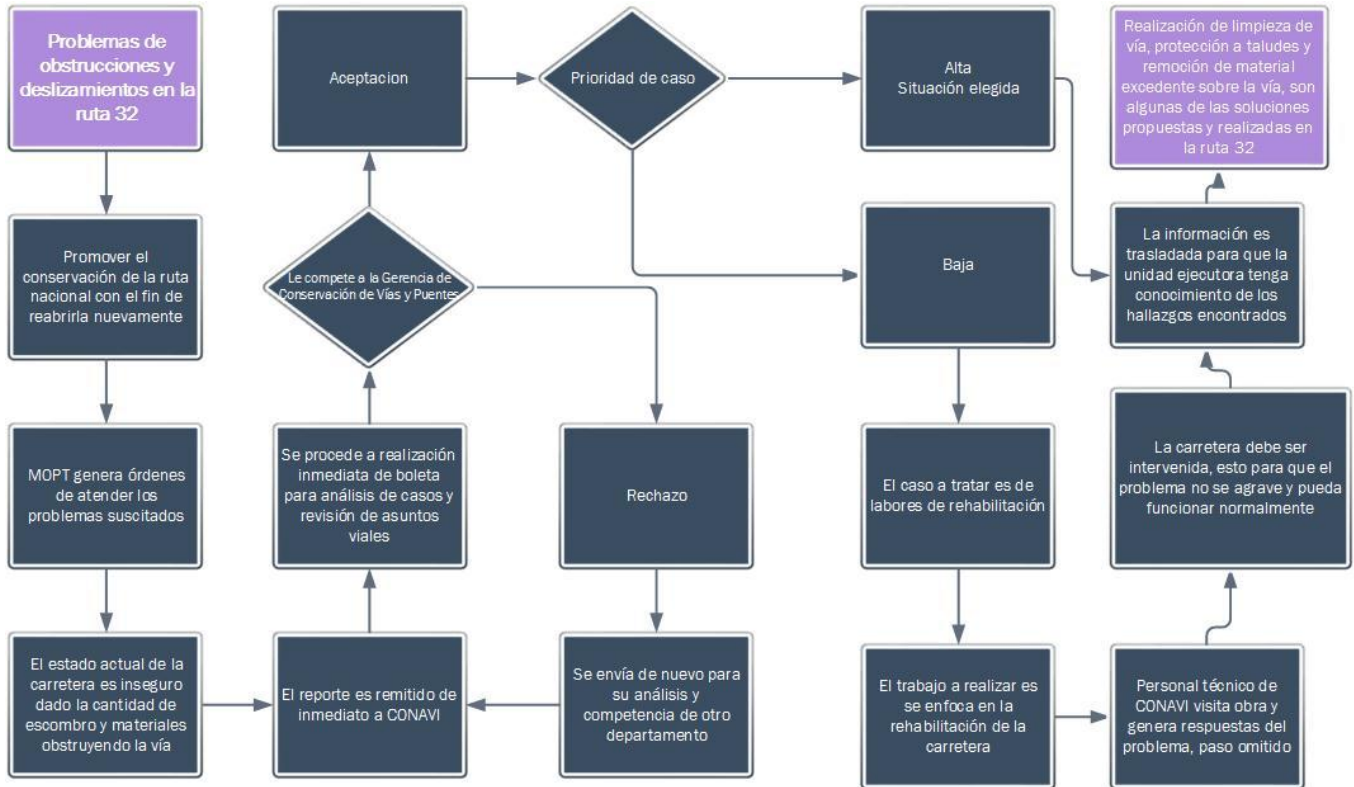 Problemas de
obstrucciones y
deslizamientos en la
ruta 32
Promover el
conservación de la ruta
nacional con el fin de
reabrirla nuevamente
MOPT genera órdenes
de atender los
problemas suscitados
El estado actual de la
carretera es inseguro
dado la cantidad de
escombro y materiales
obstruyendo la vía
El reporte es remitido de
inmediato a CONAVI
Se procede a realización
inmediata de boleta
para análisis de casos y
revisión de asuntos
viales
Le compete a la Gerencia de
Conservación de Vías y Puentes
Aceptacion
Rechazo
Se envía de nuevo para
su análisis y
competencia de otro
departamento
Prioridad de caso
Alta
Situación elegida
Baja
El caso a tratar es de
labores de rehabilitación
El trabajo a realizar es
se enfoca en la
rehabilitación de la
carretera
Personal técnico de
CONAVI visita obra y
genera respuestas del
problema, paso omitido
La carretera debe ser
intervenida, esto para que el
problema no se agrave y pueda
funcionar normalmente
La información es
trasladada para que la
unidad ejecutora tenga
conocimiento de los
hallazgos encontrados
Realización de limpieza de
vía, protección a taludes y
remoción de material
excedente sobre la vía, son
algunas de las soluciones
propuestas y realizadas en
la ruta 32